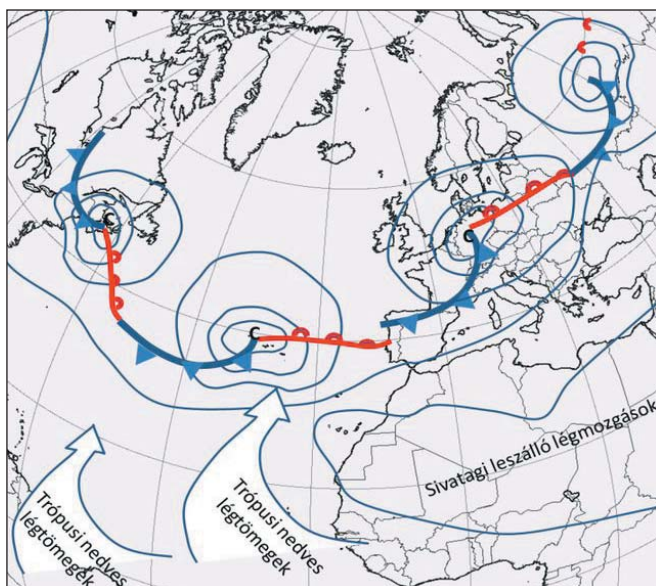 C
C
C
Sivatagi leszálló légmozgások
Trópusi nedves
légtömegek
Trópusi nedves
légtömegek